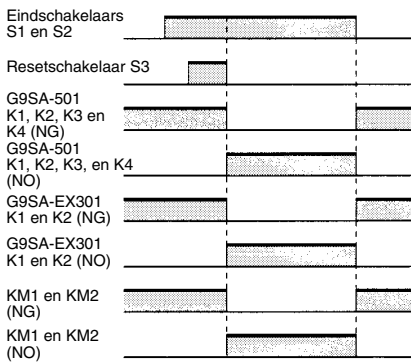 Eindschakelaars
S1 en S2
Resetschakelaar S3
G9SA-501
K1, K2, K3 en
K4 (NG)
G9SA-501
K1, K2, K3, en K4
(NO)
G9SA-EX301
K1 en K2 (NG)
G9SA-EX301
K1 en K2 (NO)
KM1 en KM2
(NG)
KM1 en KM2
(NO)